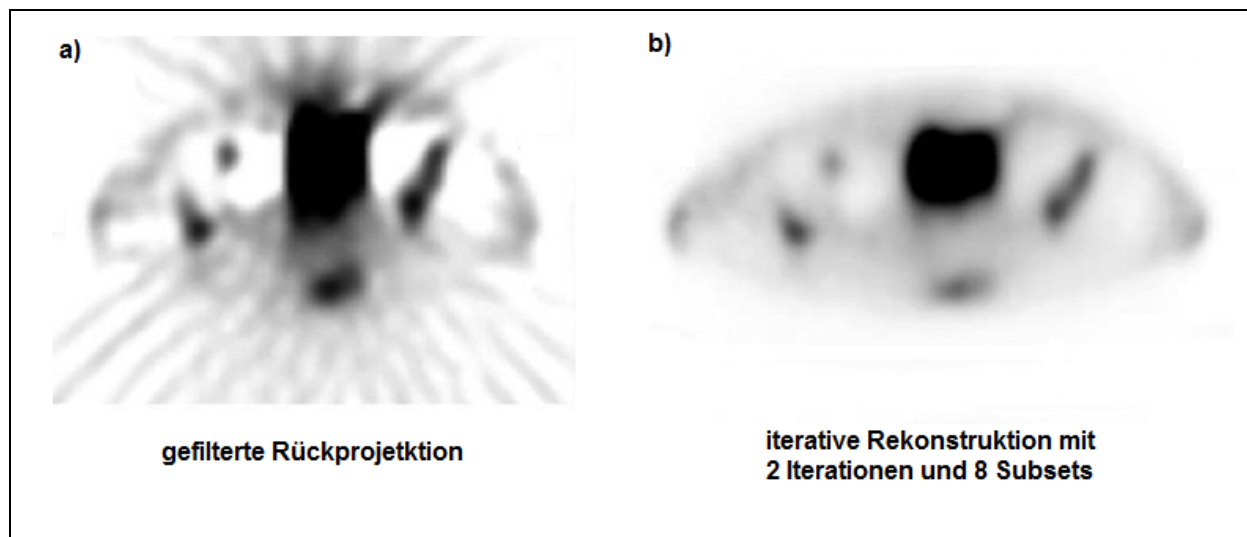 a)
b)
gefilterte Rückprojetktion
iterative Rekonstruktion mit
2 Iterationen und 8 Subsets